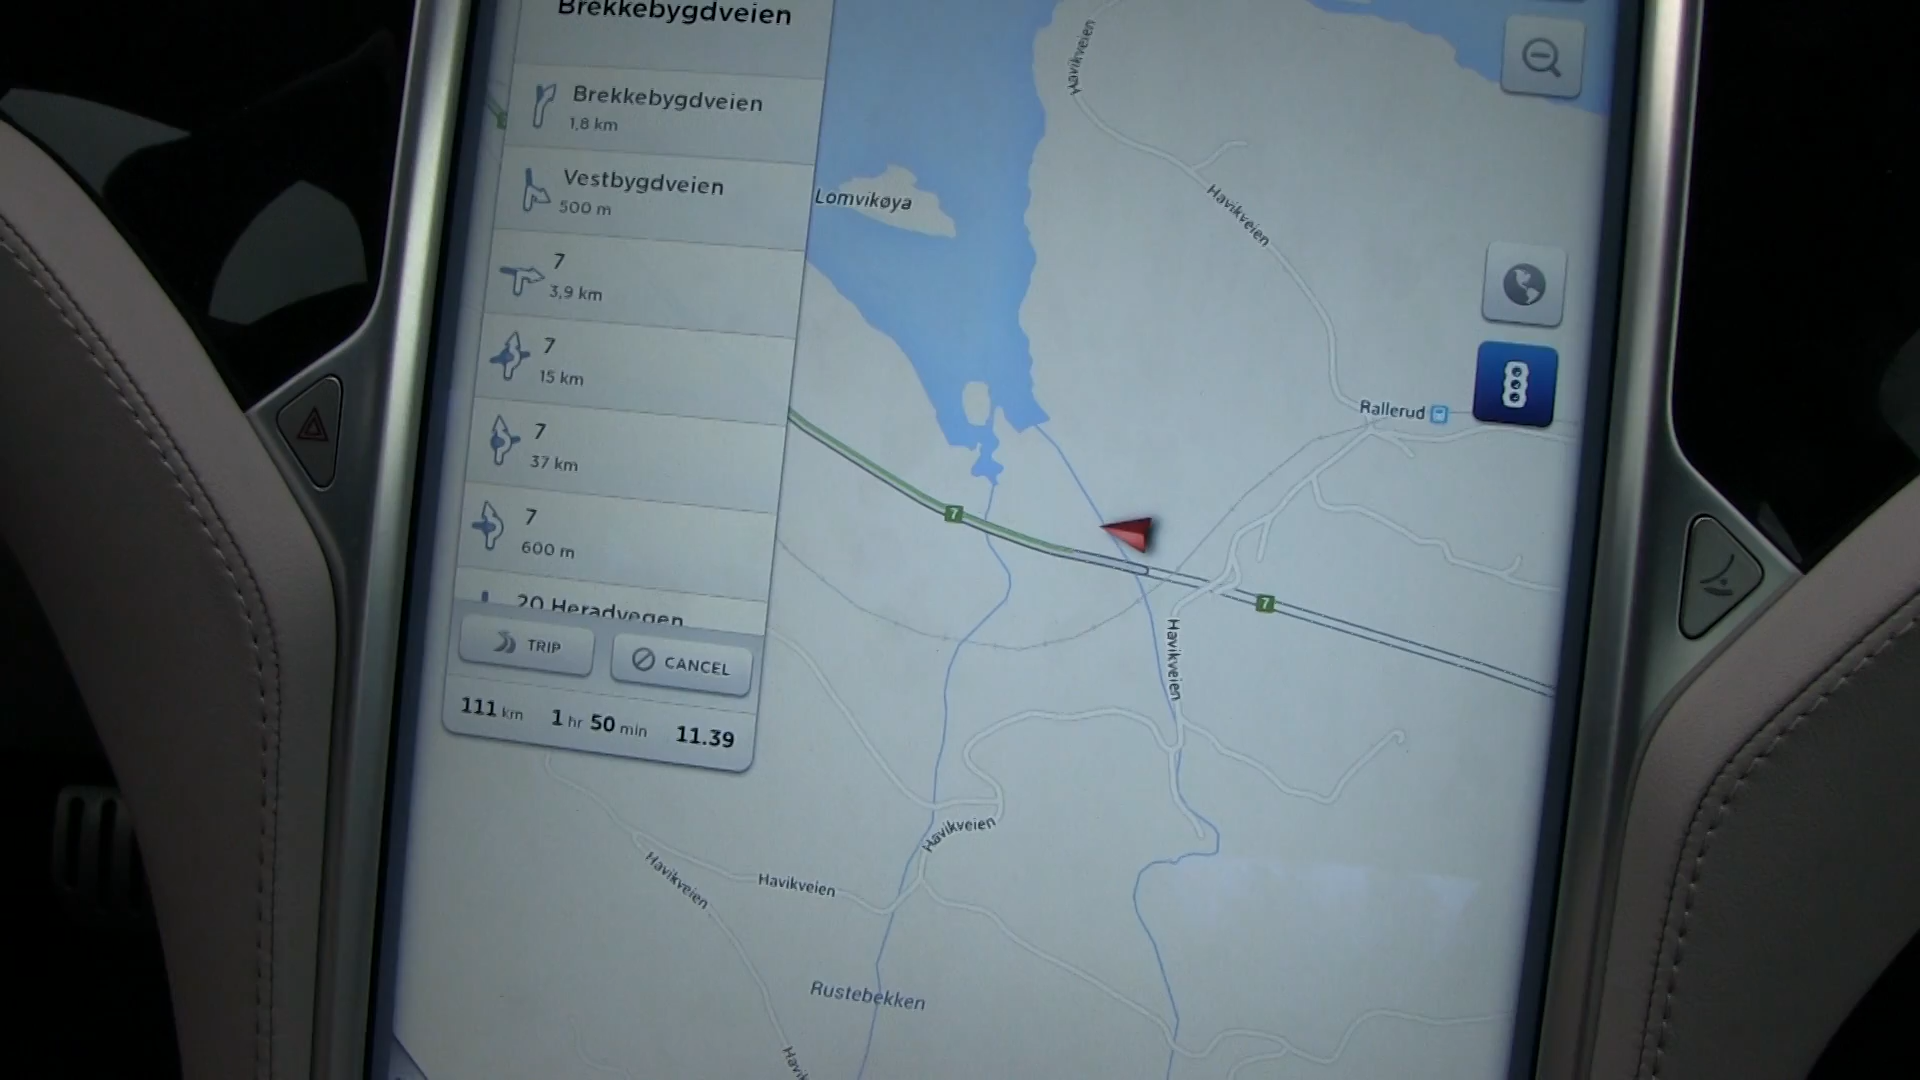 Brekkebygdveien
Brekkebygdveien
1,8 km
Vestbygdveien
500 m
7
3,9 km
7
15 km
7
37 km
7
600 m
20 Heradvegen
TRIP
CANCEL
111 km 1 hr 50 min 11.39
Havikveien
Lomvikøya
Havikveien
Rallerud
7
7
Havikveien
Havikveien
Havikveien
Havikveien
Rustebekken